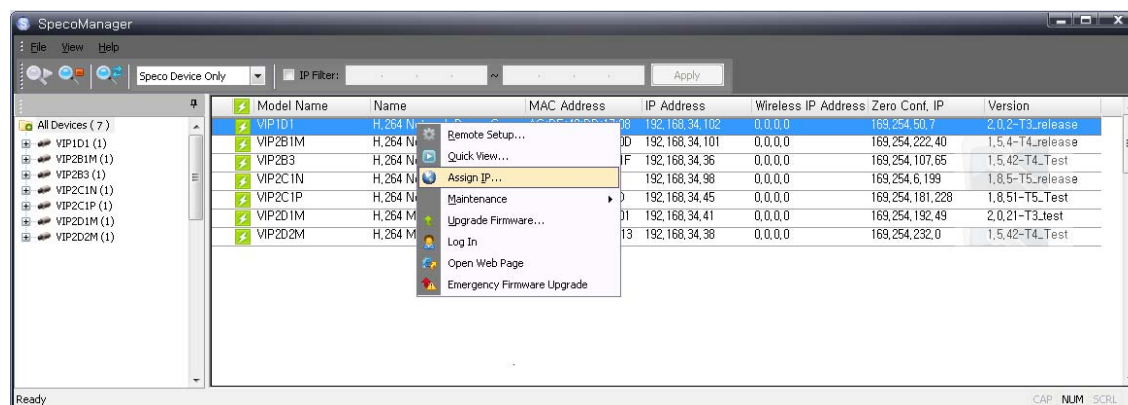 SpecoManager
File View Help
Speco Device Only IP Filter: . . . ~ . . . Apply
All Devices ( 7 )
VIP1D1 (1)
VIP2B1M (1)
VIP2B3 (1)
VIP2C1N (1)
VIP2C1P (1)
VIP2D1M (1)
VIP2D2M (1)
Model Name Name MAC Address IP Address Wireless IP Address Zero Conf, IP Version
VIP1D1 H,264 192,168,34,102 0,0,0,0 169,254,50,7 2,0,2-T3_release
VIP2B1M H,264 0D 192,168,34,101 0,0,0,0 169,254,222,40 1,5,4-T4_release
VIP2B3 H,264 1F 192,168,34,36 0,0,0,0 169,254,107,65 1,5,42-T4_Test
VIP2C1N H,264 192,168,34,98 0,0,0,0 169,254,6,199 1,8,5-T5_release
VIP2C1P H,264 192,168,34,45 0,0,0,0 169,254,181,228 1,8,51-T5_Test
VIP2D1M H,264 M 01 192,168,34,41 0,0,0,0 169,254,192,49 2,0,21-T3_test
VIP2D2M H,264 M 13 192,168,34,38 0,0,0,0 169,254,232,0 1,5,42-T4_Test
Remote Setup...
Quick View...
Assign IP...
Maintenance
Upgrade Firmware...
Log In
Open Web Page
Emergency Firmware Upgrade
Ready CAP NUM SCRL